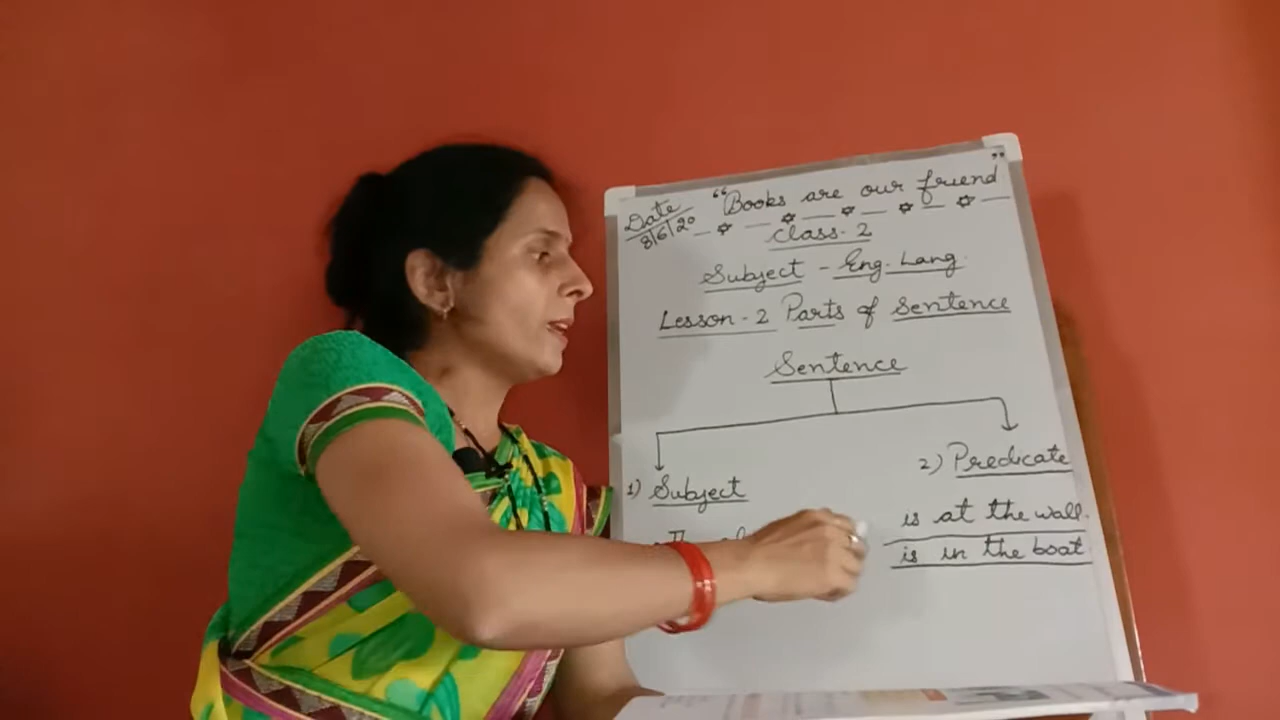 "Books are our friend"
Date
8/6/20
Class-2
Subject - Eng. Lang.
Lesson-2 Parts of Sentence
Sentence
1) Subject
2) Predicate
is at the wall.
is in the boat